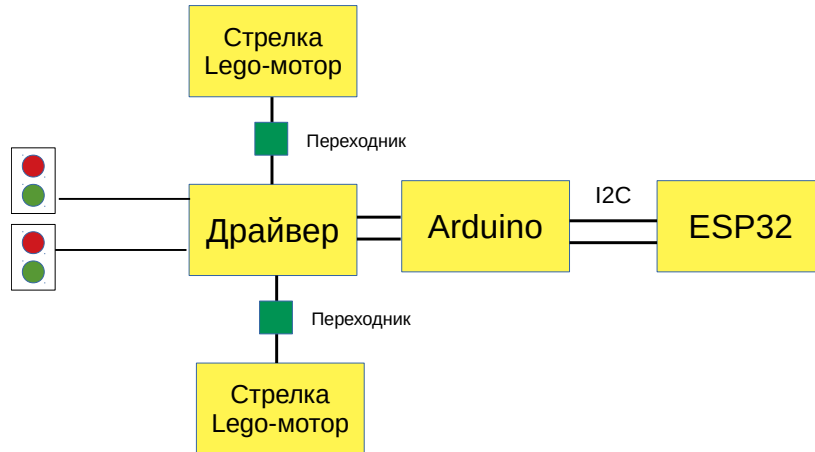 Стрелка
Lego-мотор
Переходник
Драйвер
Arduino
I2C
ESP32
Переходник
Стрелка
Lego-мотор